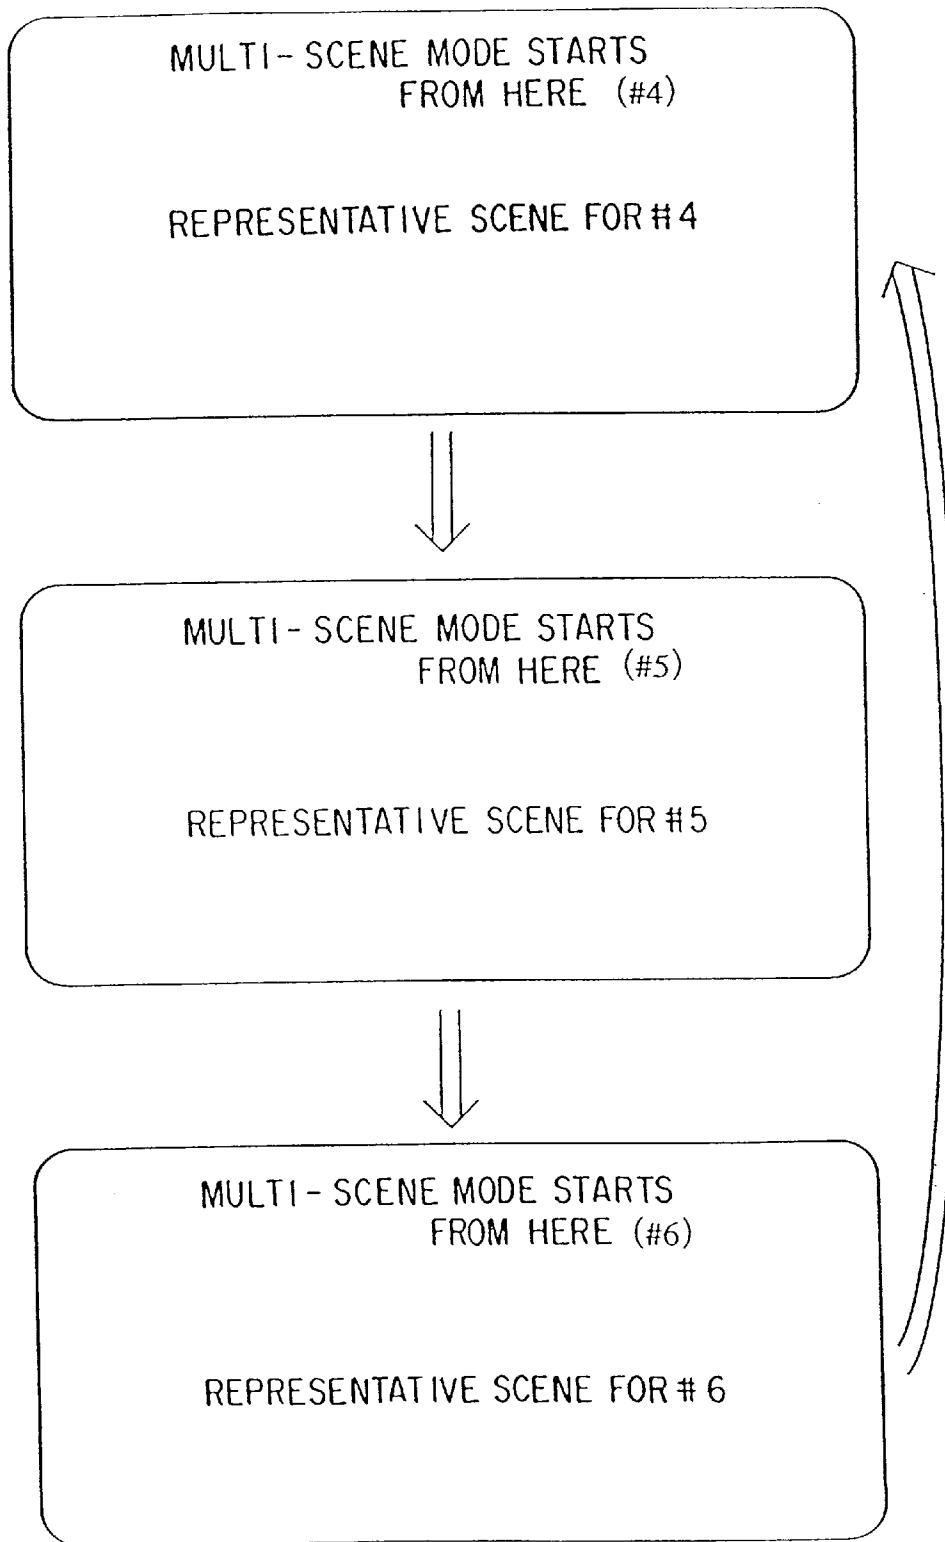 MULTI-SCENE MODE STARTS
FROM HERE (#4)
REPRESENTATIVE SCENE FOR #4
MULTI-SCENE MODE STARTS
FROM HERE (#5)
REPRESENTATIVE SCENE FOR #5
MULTI-SCENE MODE STARTS
FROM HERE (#6)
REPRESENTATIVE SCENE FOR #6